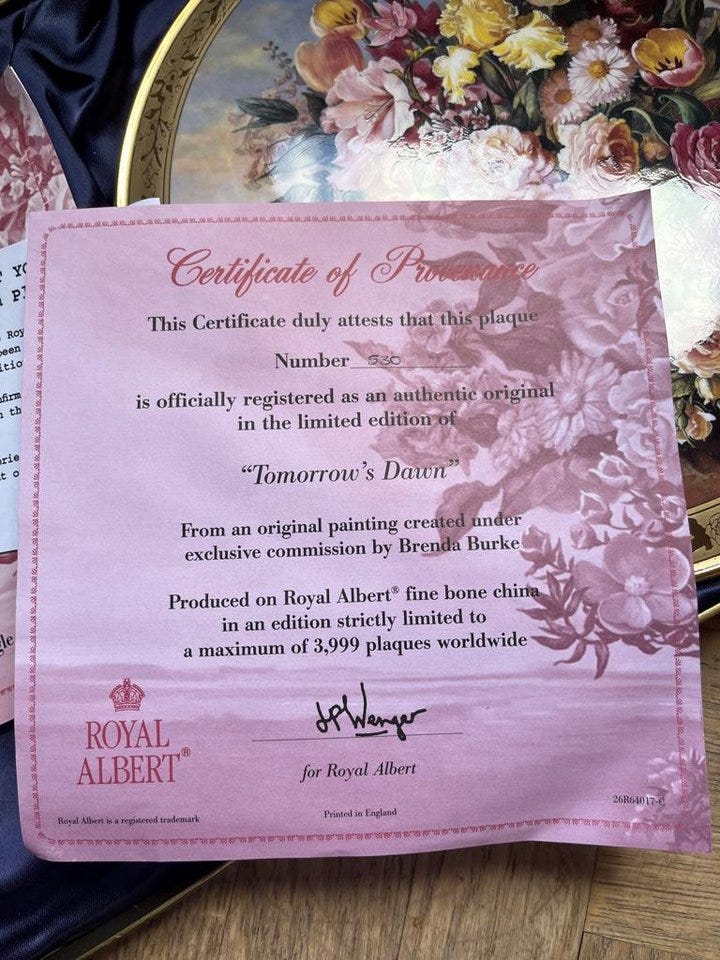 Certificate of Provenance
This Certificate duly attests that this plaque
Number 530
is officially registered as an authentic original
in the limited edition of
“Tomorrow’s Dawn”
From an original painting created under
exclusive commission by Brenda Burke
Produced on Royal Albert® fine bone china
in an edition strictly limited to
a maximum of 3,999 plaques worldwide
JP Wenger
for Royal Albert
ROYAL
ALBERT®
Royal Albert is a registered trademark
Printed in England
26R64017-C